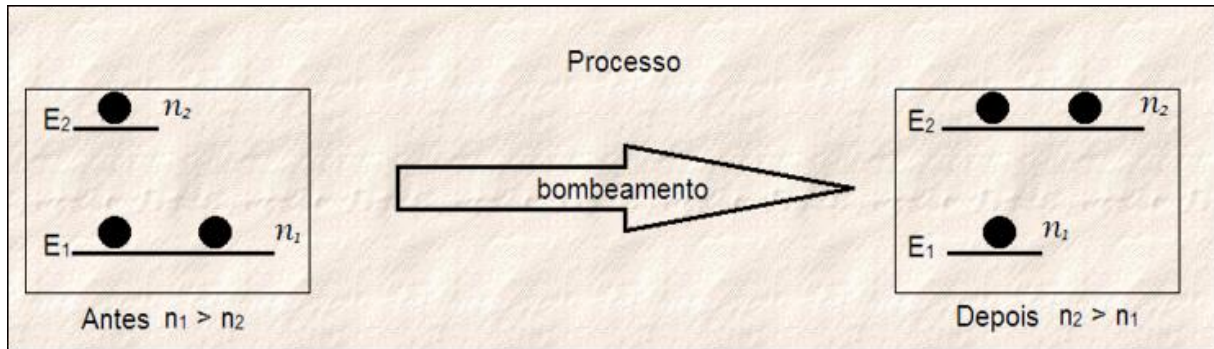 Processo
bombeamento
E₂ n₂
E₁ n₁
Antes n₁ > n₂
E₂ n₂
E₁ n₁
Depois n₂ > n₁